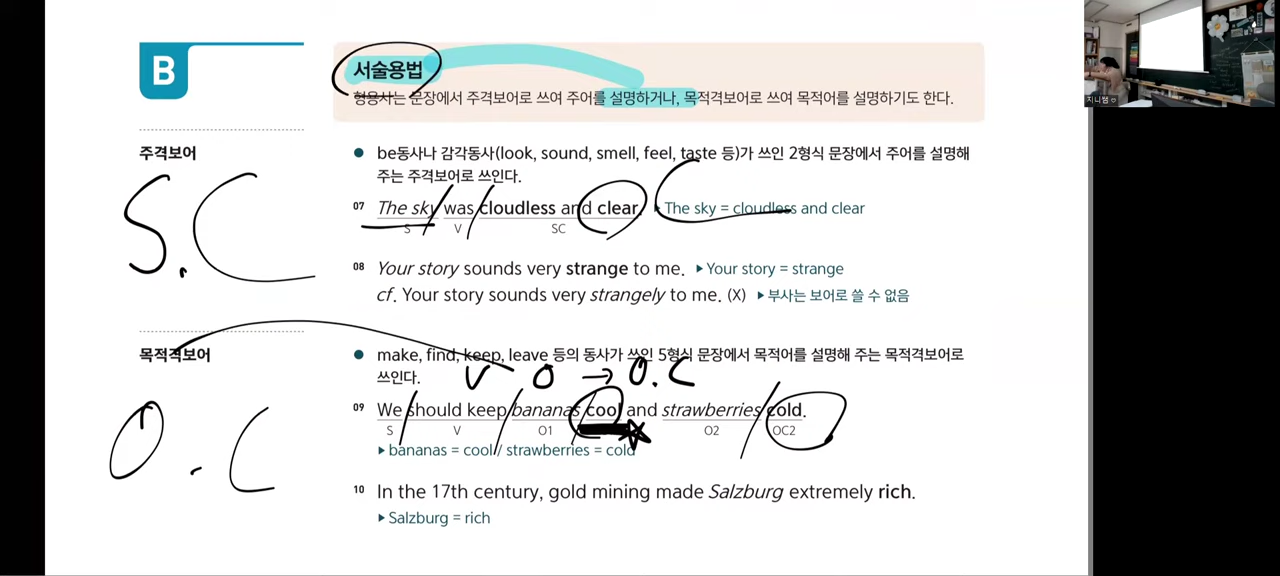 B
서술용법
형용사는 문장에서 주격보어로 쓰여 주어를 설명하거나, 목적격보어로 쓰여 목적어를 설명하기도 한다.
주격보어
be동사나 감각동사(look, sound, smell, feel, taste 등)가 쓰인 2형식 문장에서 주어를 설명해
주는 주격보어로 쓰인다.
07 The sky was cloudless and clear. ▶ The sky = cloudless and clear
S V SC
S.C
08 Your story sounds very strange to me. ▶ Your story = strange
cf. Your story sounds very strangely to me. (X) ▶ 부사는 보어로 쓸 수 없음
목적격보어
make, find, keep, leave 등의 동사가 쓰인 5형식 문장에서 목적어를 설명해 주는 목적격보어로
쓰인다.
V O → O.C
09 We should keep bananas cool and strawberries cold.
S V O1 O2 OC2
O.C
▶ bananas = cool / strawberries = cold
10 In the 17th century, gold mining made Salzburg extremely rich.
▶ Salzburg = rich
지니쌤